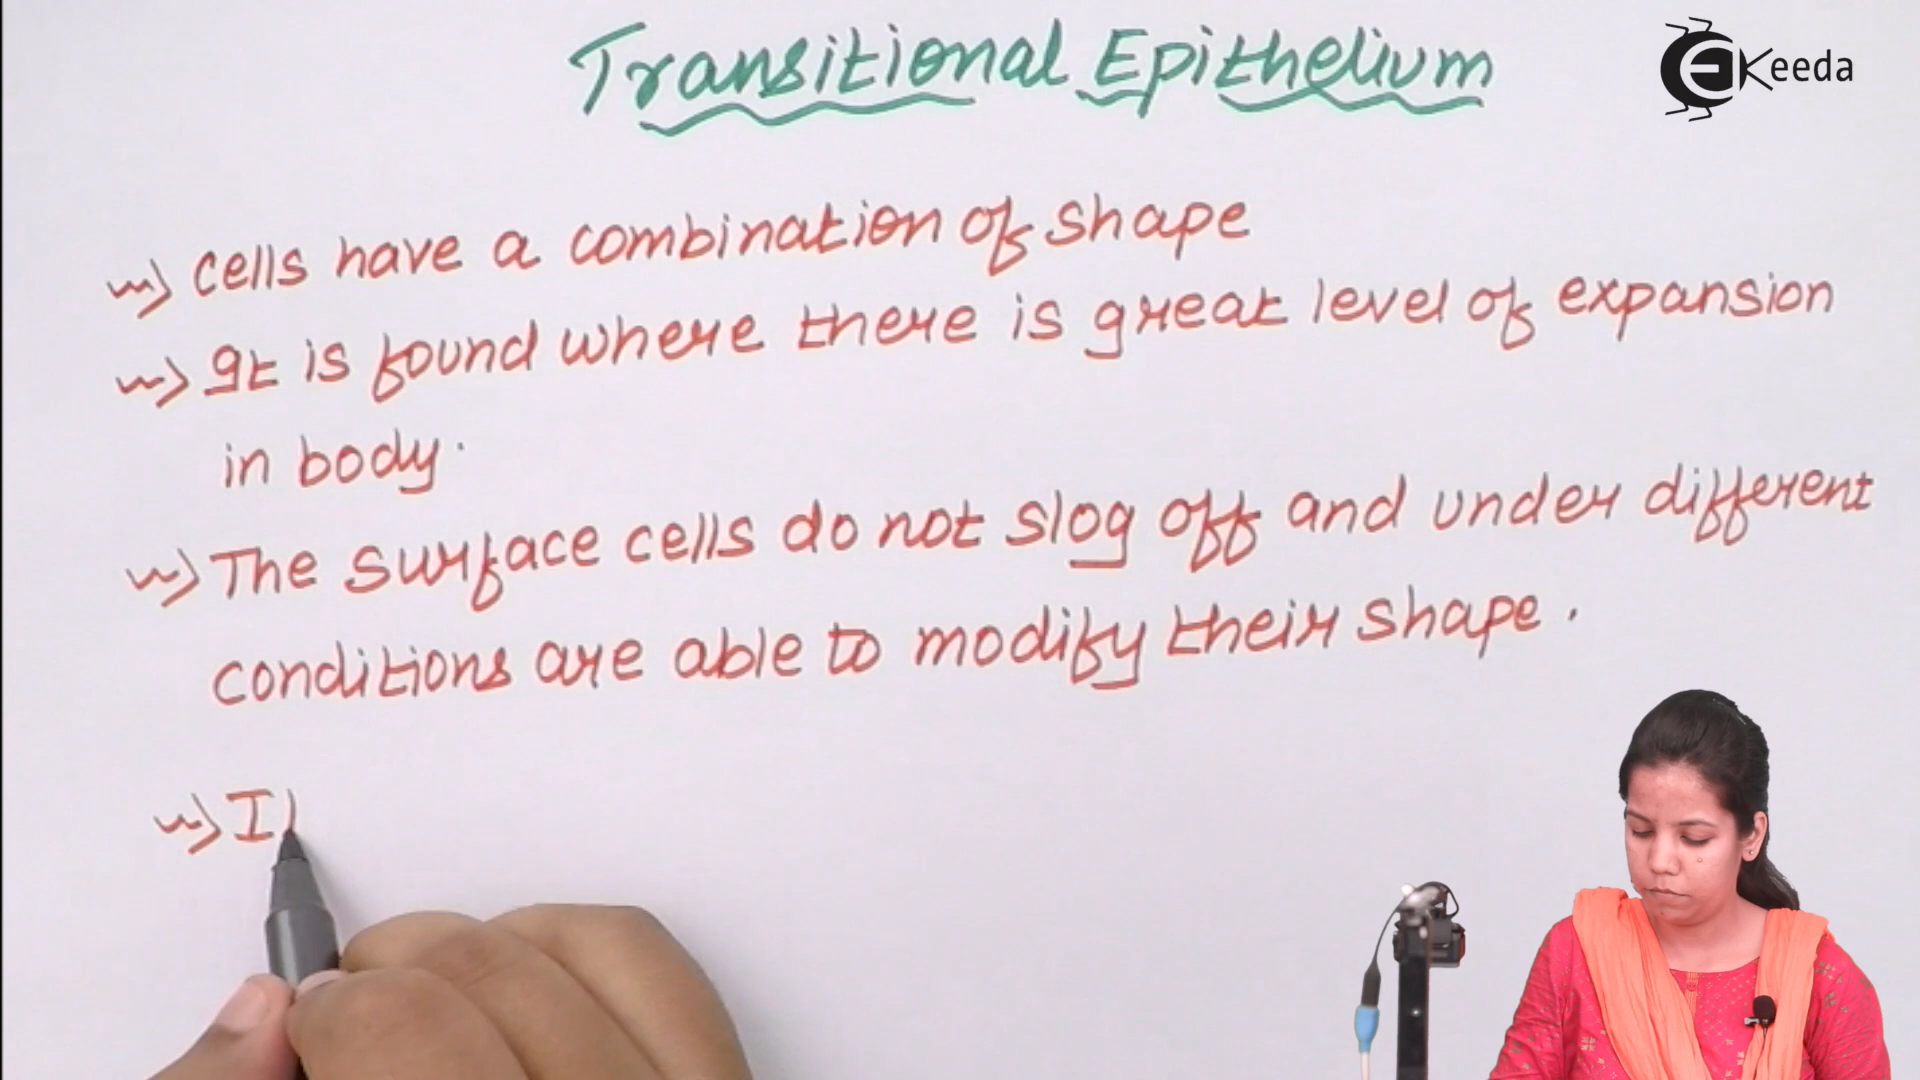 Transitional Epithelium
EKeeda
cells have a combination of shape
It is found where there is great level of expansion
in body.
The surface cells do not slog off and under different
conditions are able to modify their shape.
I